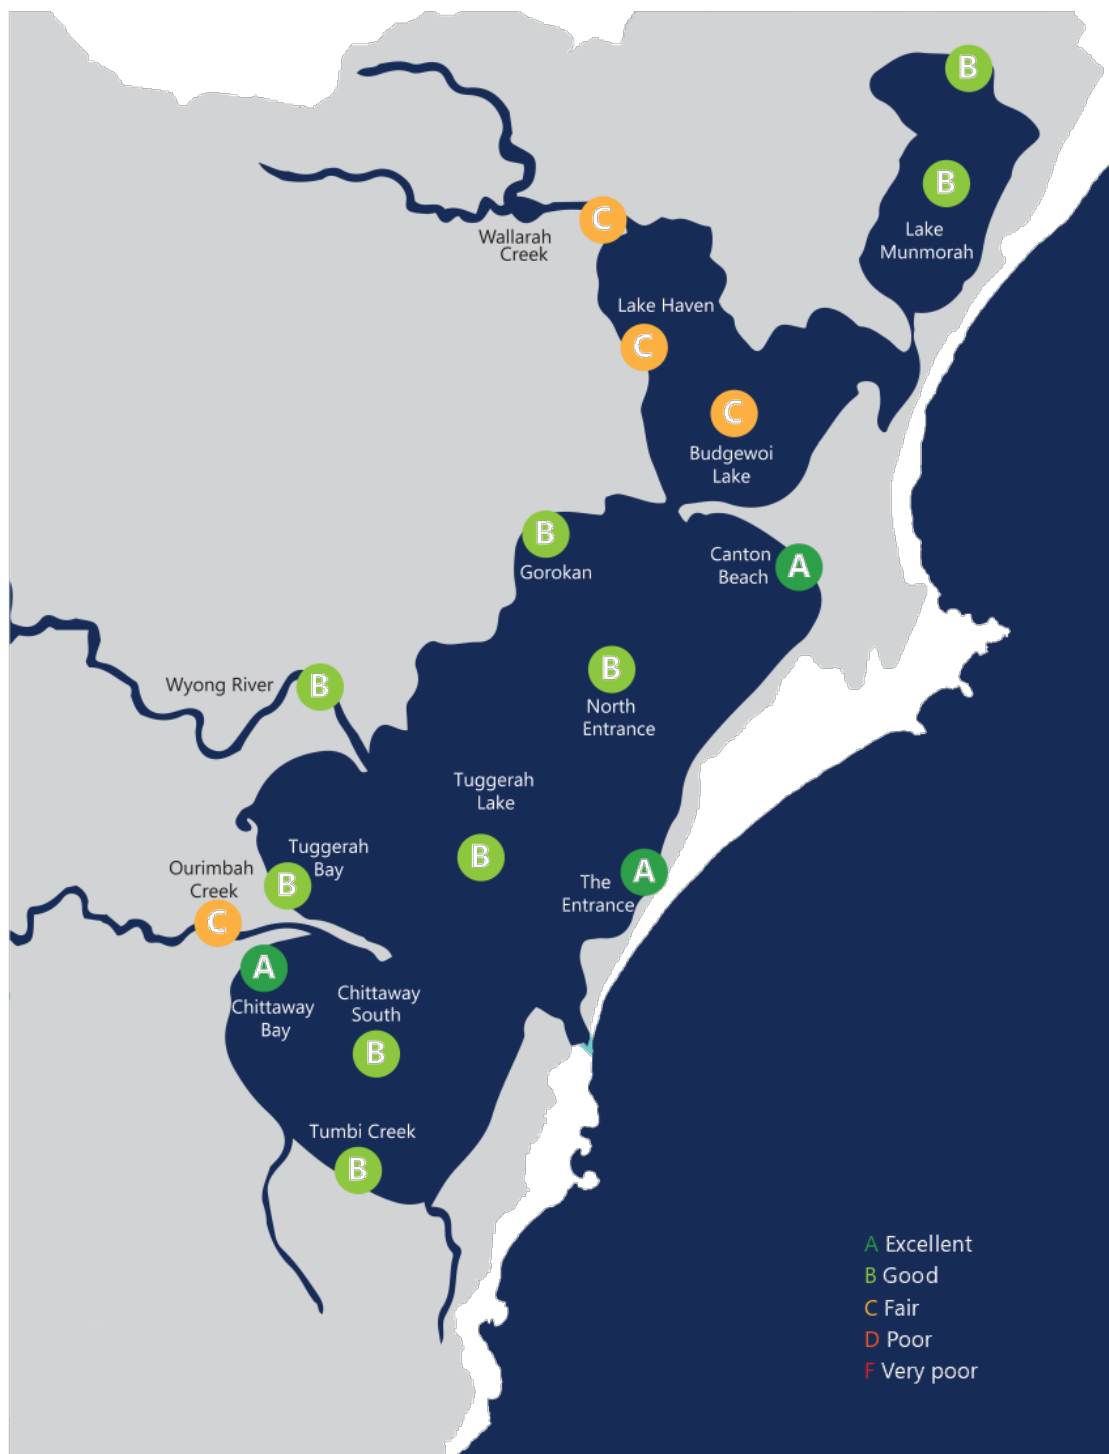 B
B
Lake
Munmorah
C
Wallarah
Creek
Lake Haven
C
C
Budgewoi
Lake
B
Gorokan
Canton
Beach
A
B
North
Entrance
Wyong River
B
Tuggerah
Lake
B
Tuggerah
Bay
B
Ourimbah
Creek
C
The
Entrance
A
A
Chittaway
Bay
Chittaway
South
B
Tumbi Creek
B
A Excellent
B Good
C Fair
D Poor
F Very poor